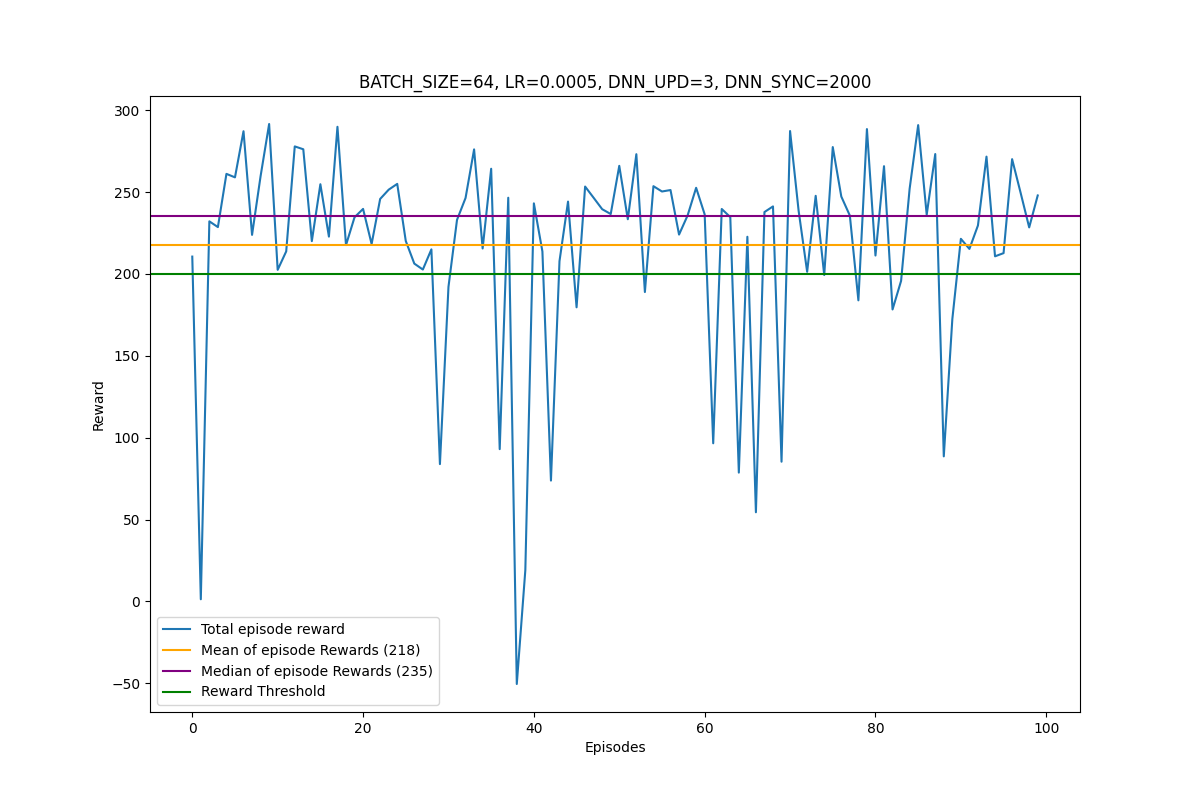 BATCH_SIZE=64, LR=0.0005, DNN_UPD=3, DNN_SYNC=2000
300
250
200
150
100
50
0
−50
Reward
Total episode reward
Mean of episode Rewards (218)
Median of episode Rewards (235)
Reward Threshold
0 20 40 60 80 100
Episodes